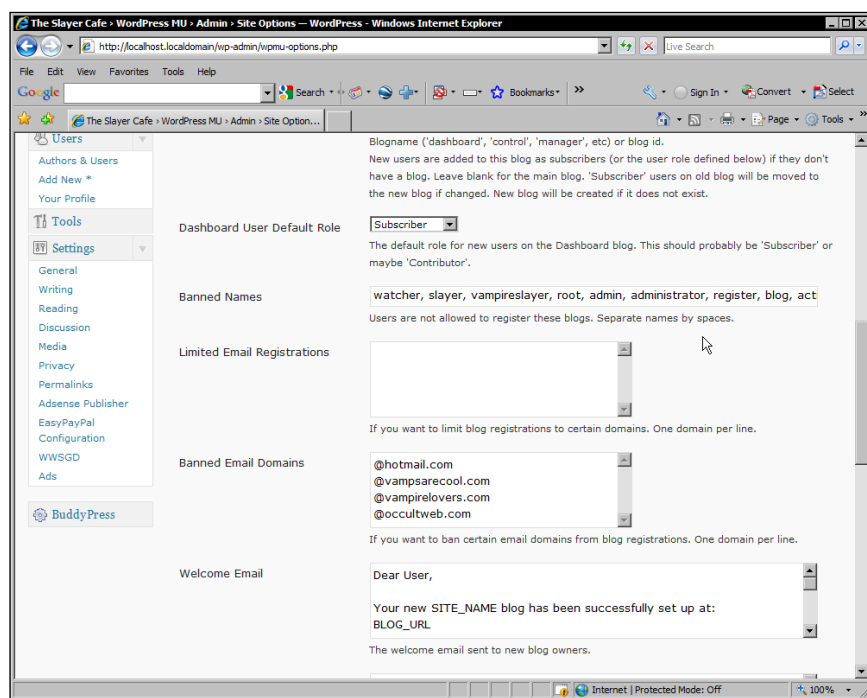 The Slayer Cafe › WordPress MU › Admin › Site Options — WordPress - Windows Internet Explorer
http://localhost.localdomain/wp-admin/wpmu-options.php
Live Search
File Edit View Favorites Tools Help
Google Search Bookmarks Sign In Convert Select
The Slayer Cafe › WordPress MU › Admin › Site Option... Page Tools
Users
Authors & Users
Add New *
Your Profile
Tools
Settings
General
Writing
Reading
Discussion
Media
Privacy
Permalinks
Adsense Publisher
EasyPayPal
Configuration
WWSGD
Ads
BuddyPress
Blogname ('dashboard', 'control', 'manager', etc) or blog id.
New users are added to this blog as subscribers (or the user role defined below) if they don't
have a blog. Leave blank for the main blog. 'Subscriber' users on old blog will be moved to
the new blog if changed. New blog will be created if it does not exist.
Dashboard User Default Role Subscriber
The default role for new users on the Dashboard blog. This should probably be 'Subscriber' or
maybe 'Contributor'.
Banned Names watcher, slayer, vampireslayer, root, admin, administrator, register, blog, act
Users are not allowed to register these blogs. Separate names by spaces.
Limited Email Registrations
If you want to limit blog registrations to certain domains. One domain per line.
Banned Email Domains @hotmail.com
@vampsarecool.com
@vampirelovers.com
@occultweb.com
If you want to ban certain email domains from blog registrations. One domain per line.
Welcome Email Dear User,
Your new SITE_NAME blog has been successfully set up at:
BLOG_URL
The welcome email sent to new blog owners.
Internet | Protected Mode: Off 100%